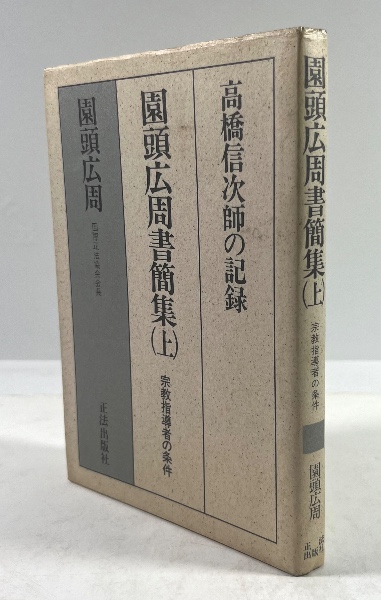 高橋信次師の記録
園頭広周書簡集(上)
宗教指導者の条件
園頭広周
正法出版社
園頭広周書簡集(上)
宗教指導者の条件
園頭広周
正法出版社